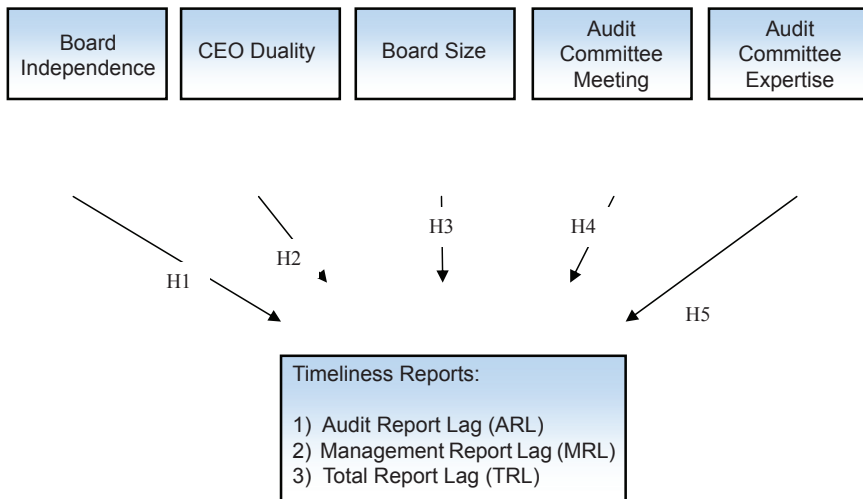 Board
Independence
CEO Duality
Board Size
Audit
Committee
Meeting
Audit
Committee
Expertise
H1
H2
H3
H4
H5
Timeliness Reports:
1) Audit Report Lag (ARL)
2) Management Report Lag (MRL)
3) Total Report Lag (TRL)